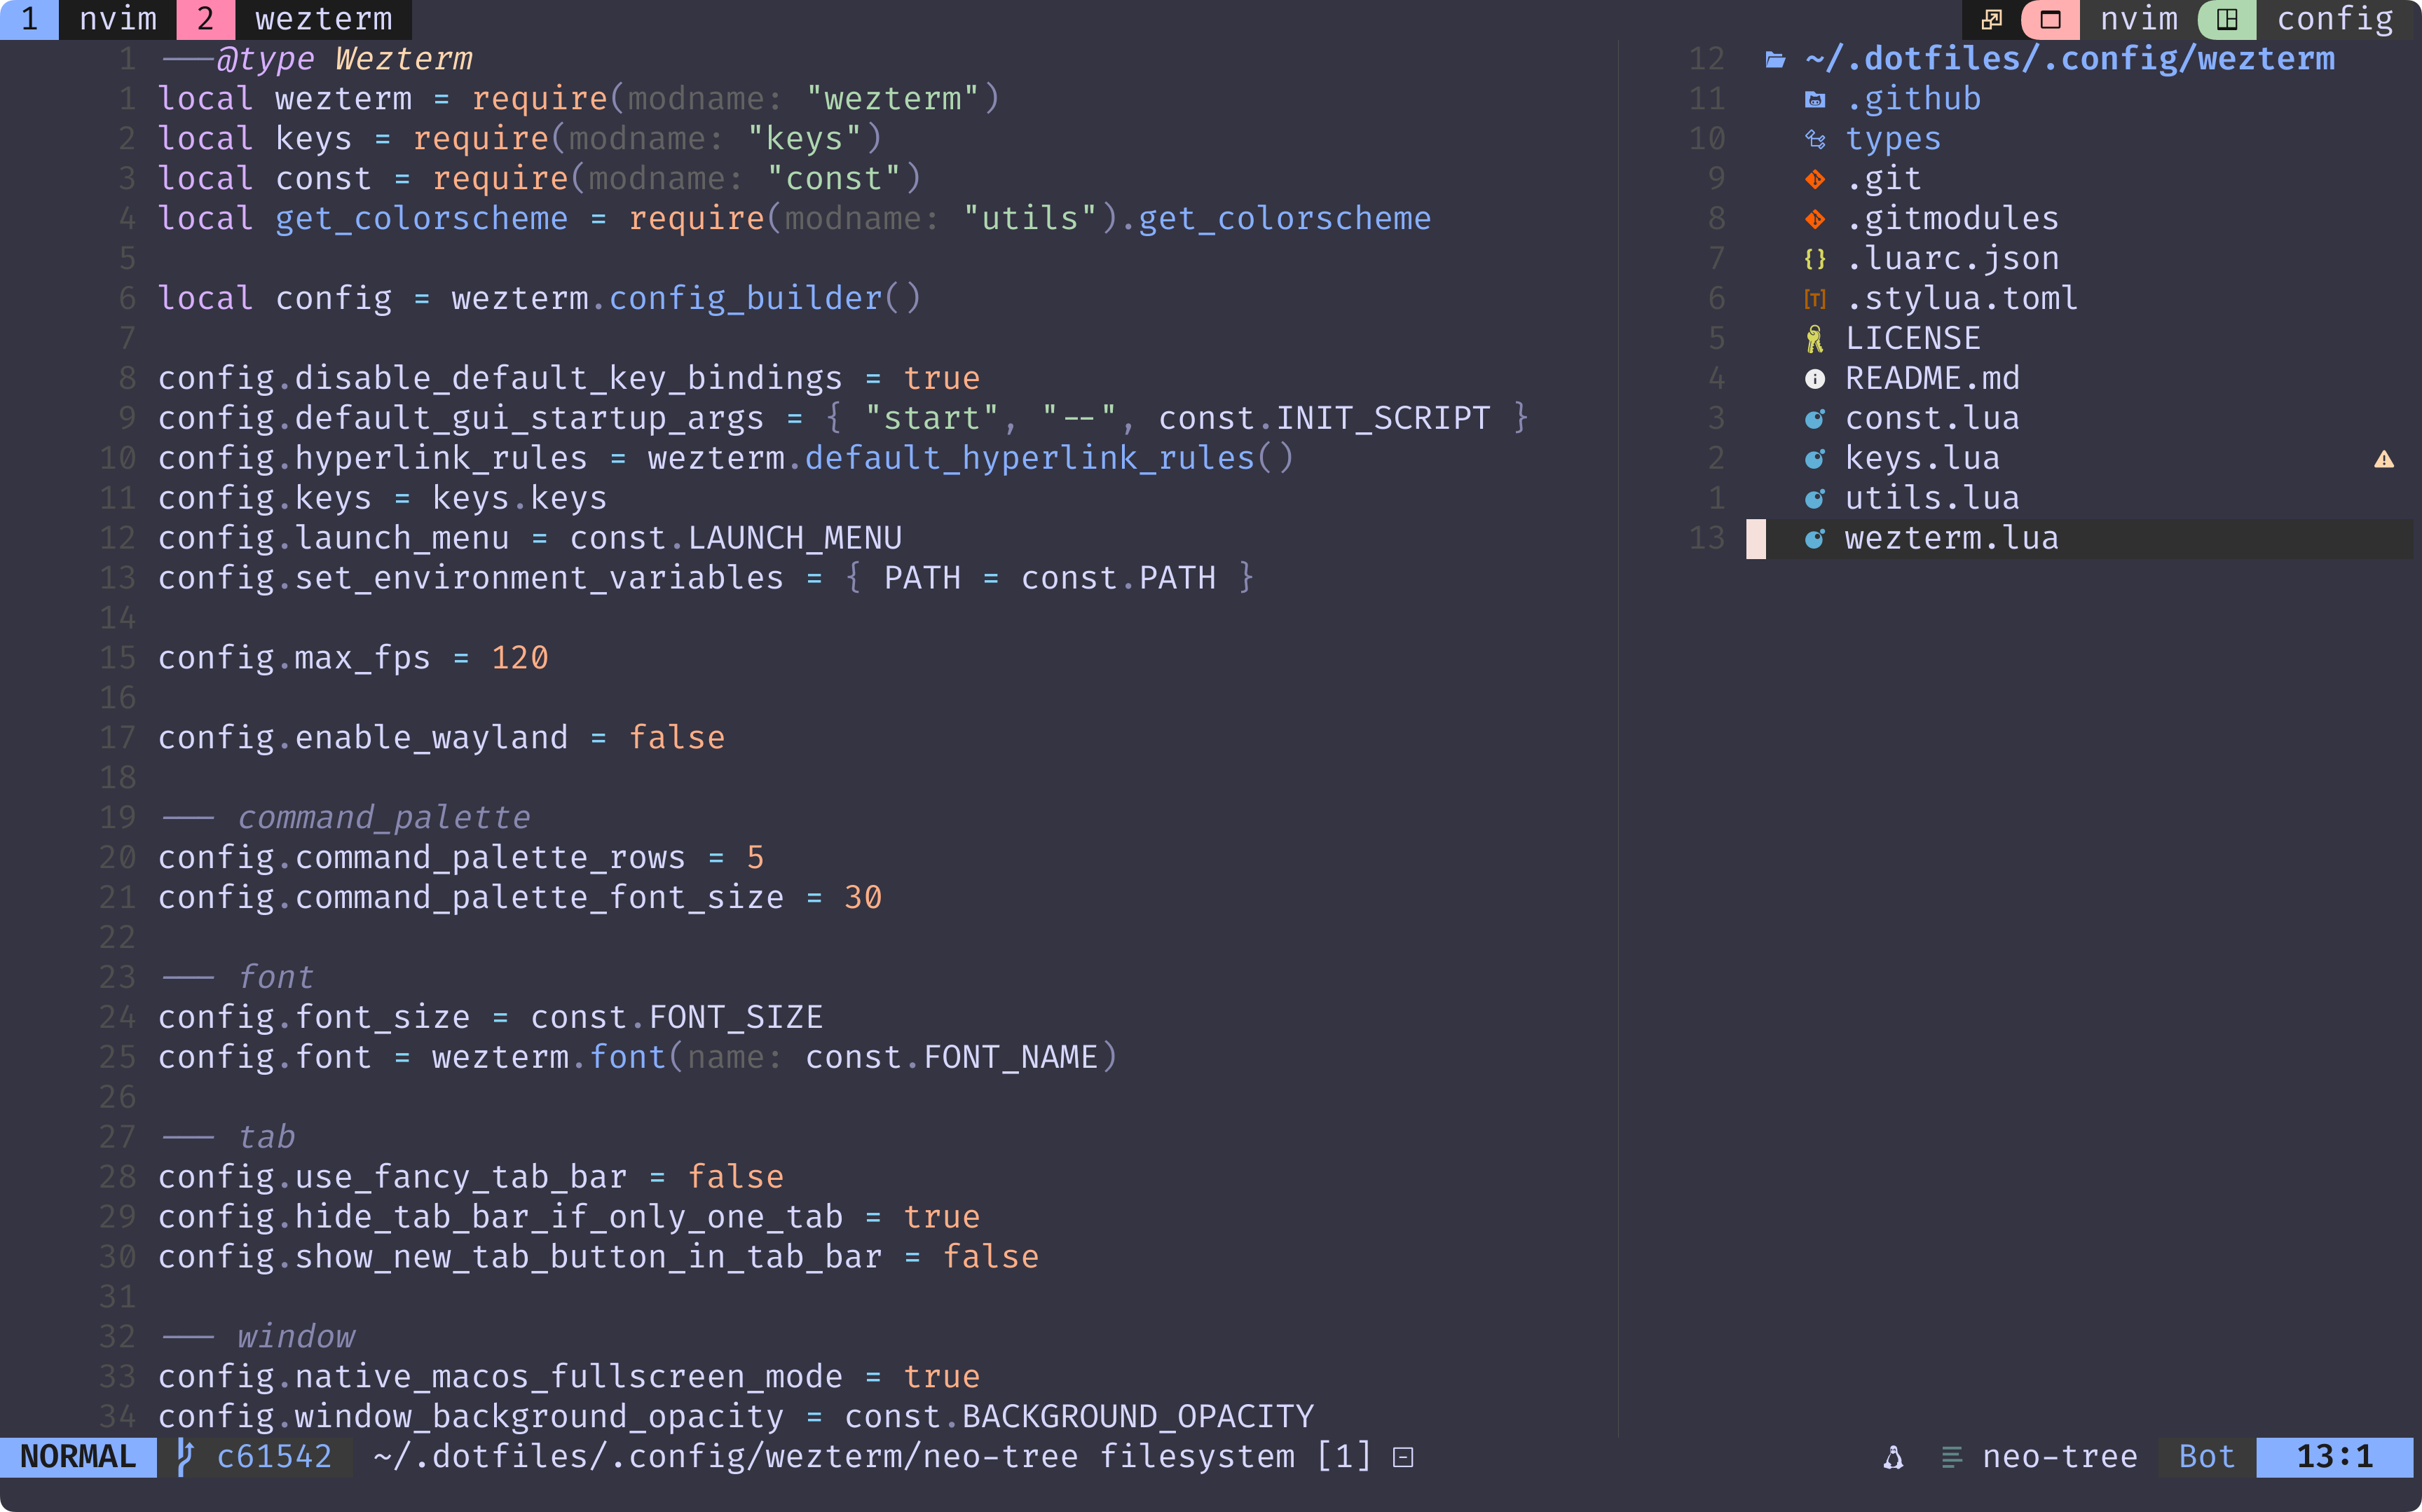 1 nvim 2 wezterm
nvim config
1 ---@type Wezterm
1 local wezterm = require(modname: "wezterm")
2 local keys = require(modname: "keys")
3 local const = require(modname: "const")
4 local get_colorscheme = require(modname: "utils").get_colorscheme
5
6 local config = wezterm.config_builder()
7
8 config.disable_default_key_bindings = true
9 config.default_gui_startup_args = { "start", "--", const.INIT_SCRIPT }
10 config.hyperlink_rules = wezterm.default_hyperlink_rules()
11 config.keys = keys.keys
12 config.launch_menu = const.LAUNCH_MENU
13 config.set_environment_variables = { PATH = const.PATH }
14
15 config.max_fps = 120
16
17 config.enable_wayland = false
18
19 --- command_palette
20 config.command_palette_rows = 5
21 config.command_palette_font_size = 30
22
23 --- font
24 config.font_size = const.FONT_SIZE
25 config.font = wezterm.font(name: const.FONT_NAME)
26
27 --- tab
28 config.use_fancy_tab_bar = false
29 config.hide_tab_bar_if_only_one_tab = true
30 config.show_new_tab_button_in_tab_bar = false
31
32 --- window
33 config.native_macos_fullscreen_mode = true
34 config.window_background_opacity = const.BACKGROUND_OPACITY
12 ~/.dotfiles/.config/wezterm
11 .github
10 types
9 .git
8 .gitmodules
7 {} .luarc.json
6 [T] .stylua.toml
5 LICENSE
4 README.md
3 const.lua
2 keys.lua
1 utils.lua
13 wezterm.lua
NORMAL c61542 ~/.dotfiles/.config/wezterm/neo-tree filesystem [1]
neo-tree Bot 13:1